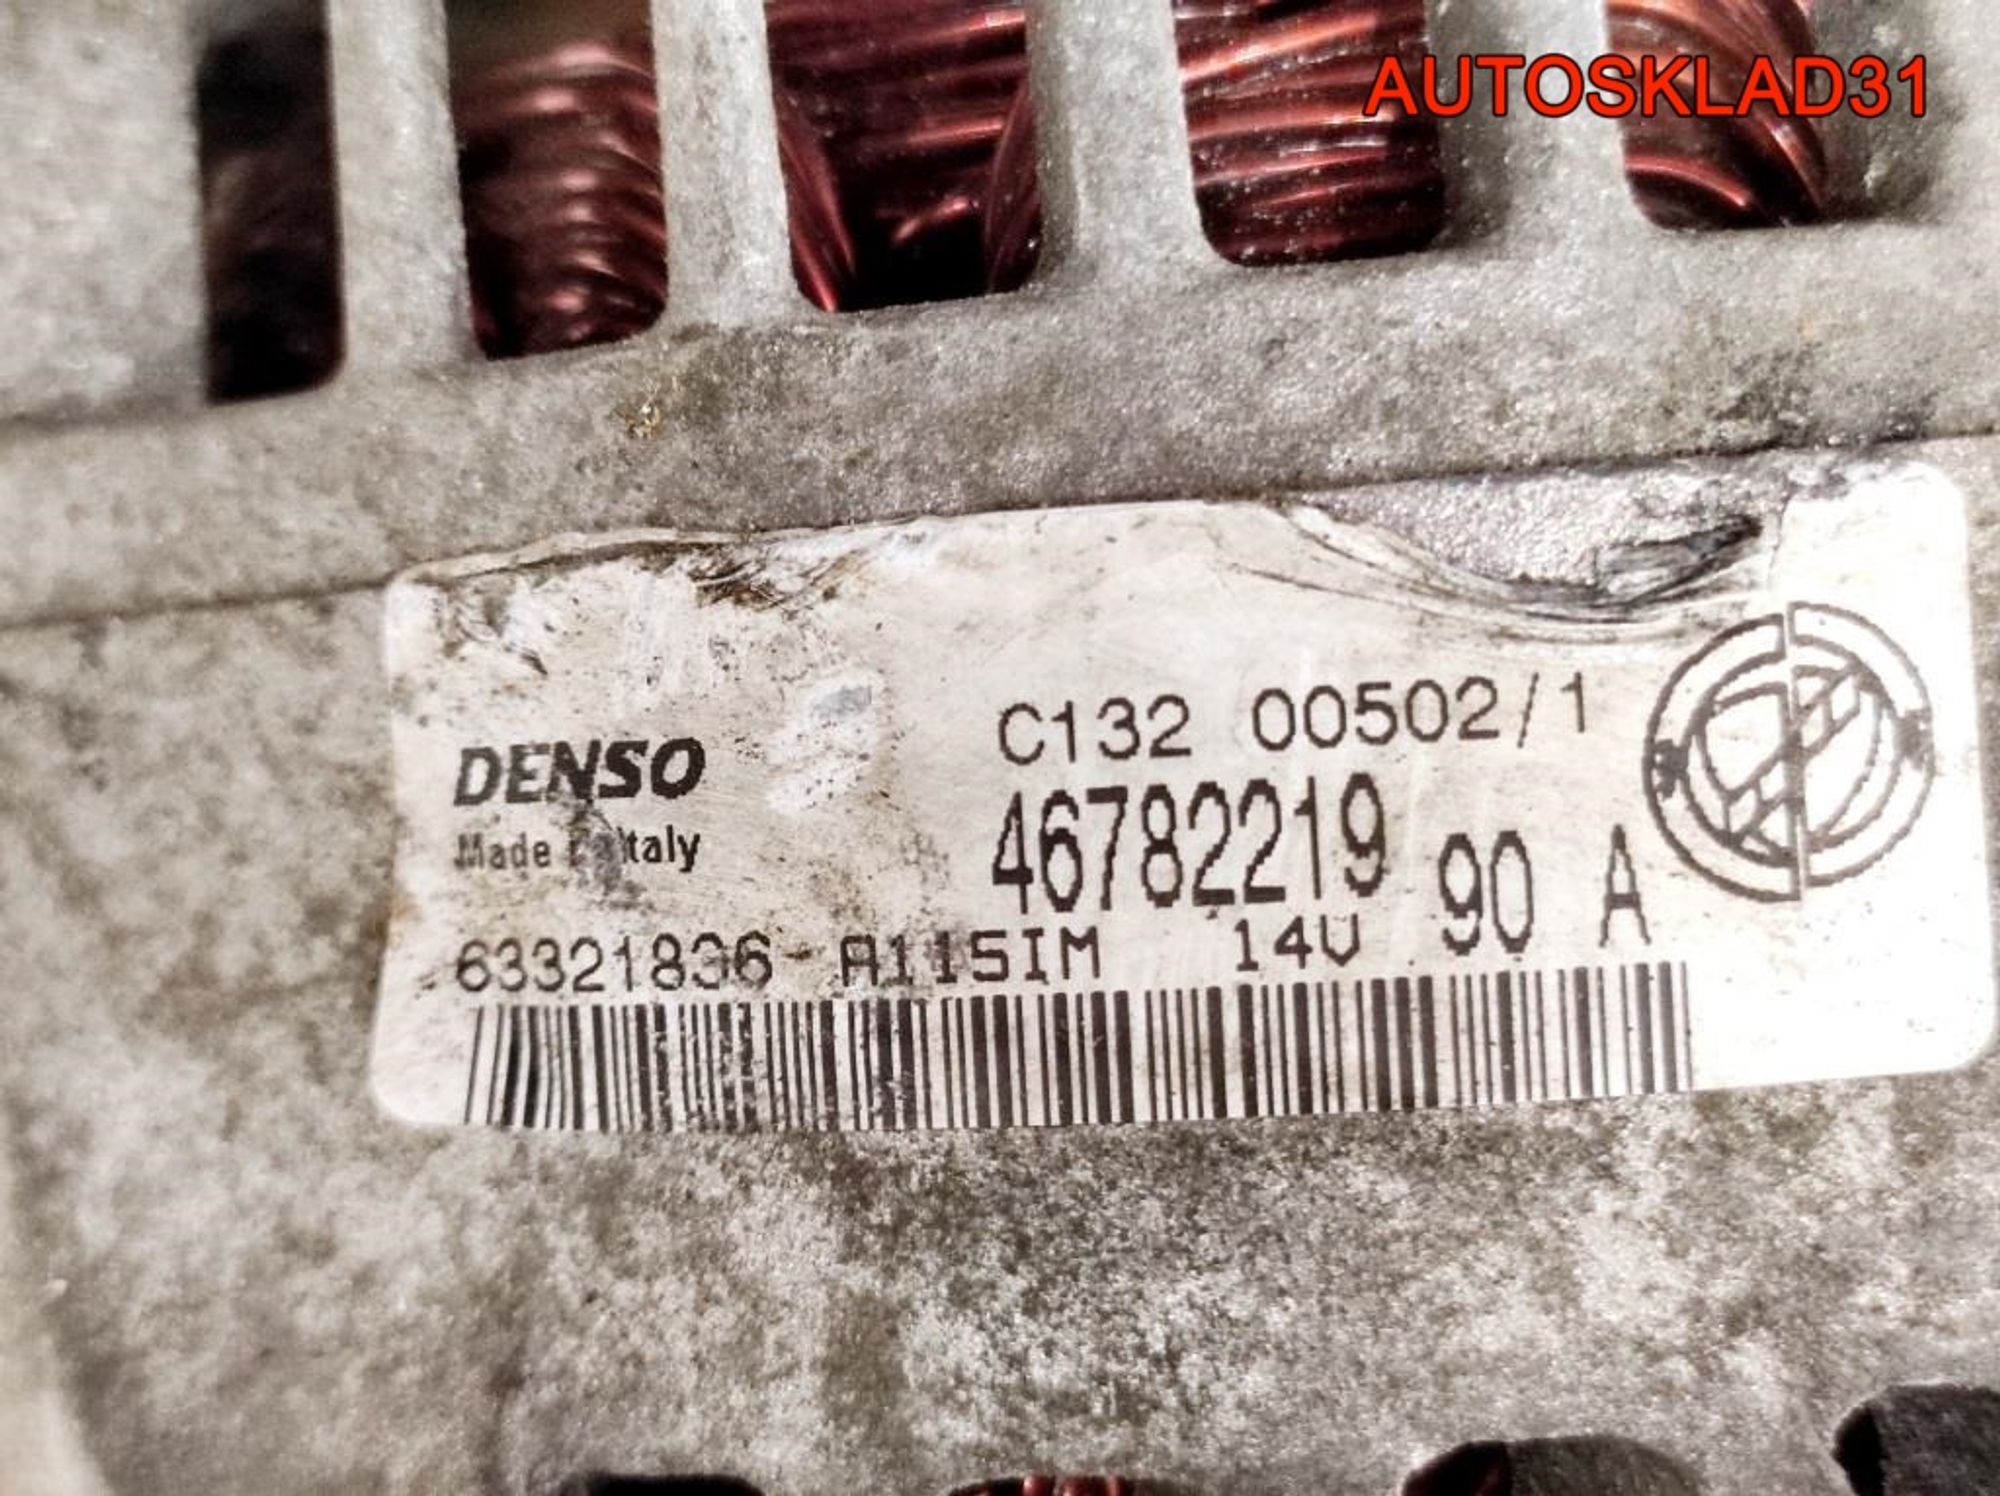 AUTOSKLAD31
C132 00502/1
DENSO
46782219 90 A
Made Italy
63321836 A115IM 14V